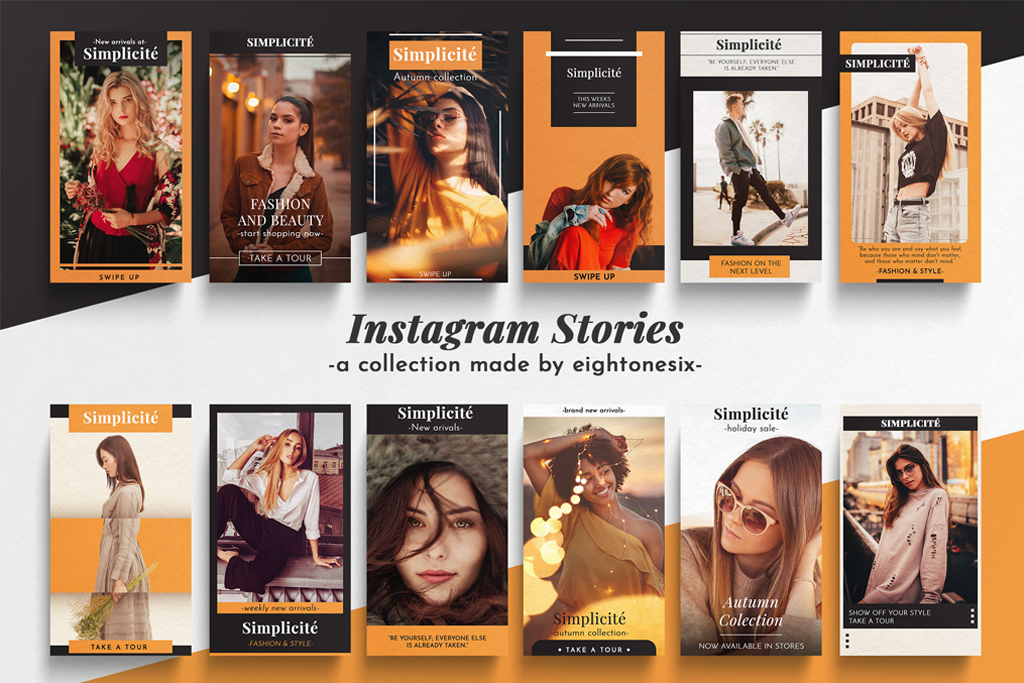 -New arrivals at-
Simplicité
SWIPE UP
SIMPLICITÉ
FASHION
AND BEAUTY
-start shopping now-
TAKE A TOUR
Simplicité
Autumn collection
SWIPE UP
Simplicité
THIS WEEK'S
NEW ARRIVALS
SWIPE UP
Simplicité
"BE YOURSELF; EVERYONE ELSE
IS ALREADY TAKEN."
FASHION ON THE
NEXT LEVEL
SIMPLICITÉ
"Be who you are and say what you feel,
because those who mind don't matter,
and those who matter don't mind."
-FASHION & STYLE-
Instagram Stories
-a collection made by eightonesix-
Simplicité
TAKE A TOUR
-weekly new arrivals-
Simplicité
-FASHION & STYLE-
Simplicité
-New arivals-
"BE YOURSELF; EVERYONE ELSE
IS ALREADY TAKEN."
-brand new arrivals-
Simplicité
-autumn collection-
• TAKE A TOUR •
Simplicité
-holiday sale-
Autumn
Colection
NOW AVAILABLE IN STORES
SIMPLICITÉ
SHOW OFF YOUR STYLE
TAKE A TOUR